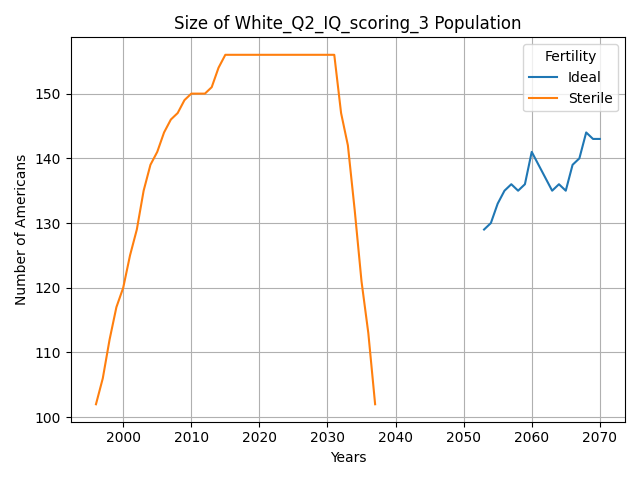 Size of White_Q2_IQ_scoring_3 Population
Fertility
Ideal
Sterile
Number of Americans
150
140
130
120
110
100
2000 2010 2020 2030 2040 2050 2060 2070
Years